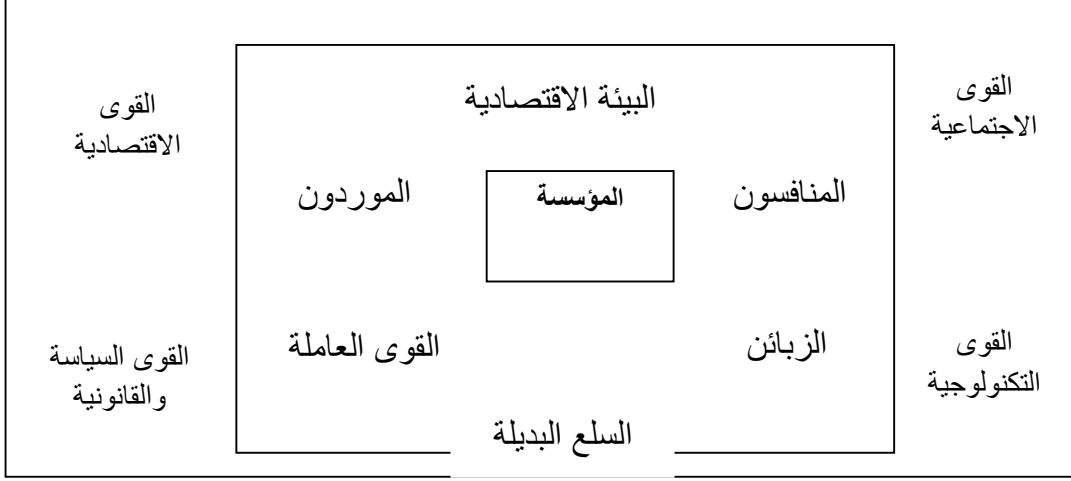 القوى
الاجتماعية
البيئة الاقتصادية
القوى
الاقتصادية
المنافسون
المؤسسة
الموردون
القوى
التكنولوجية
الزبائن
القوى العاملة
القوى السياسة
والقانونية
السلع البديلة